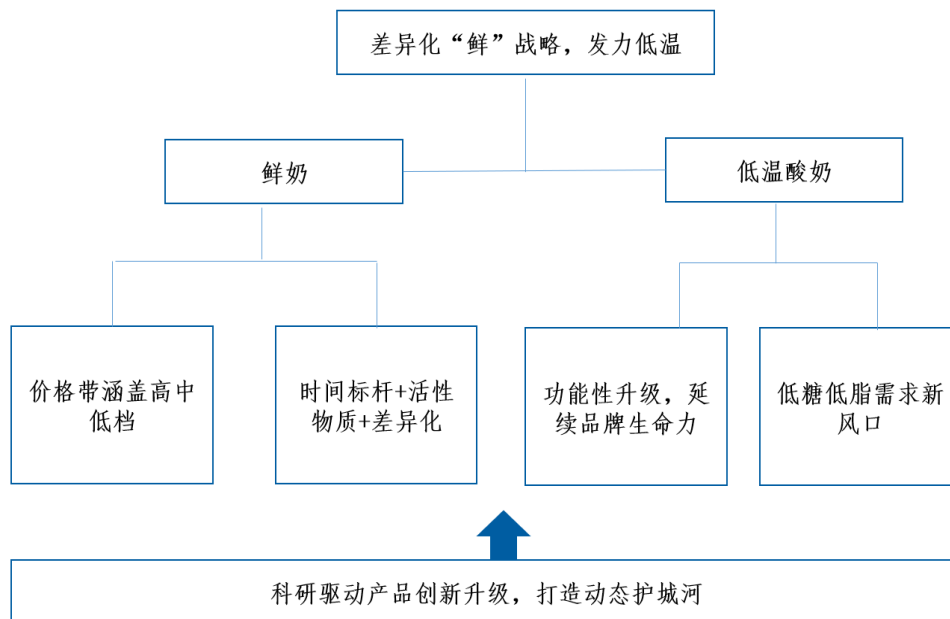 差异化“鲜”战略，发力低温
鲜奶
低温酸奶
价格带涵盖高中
低档
时间标杆+活性
物质+差异化
功能性升级，延
续品牌生命力
低糖低脂需求新
风口
科研驱动产品创新升级，打造动态护城河